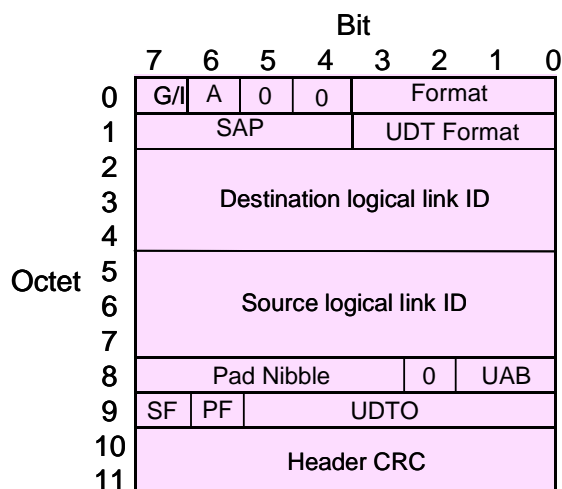 Bit
7 6 5 4 3 2 1 0
0 G/I A 0 0 Format
1 SAP UDT Format
2
3 Destination logical link ID
4
Octet 5
6 Source logical link ID
7
8 Pad Nibble 0 UAB
9 SF PF UDTO
10
Header CRC
11